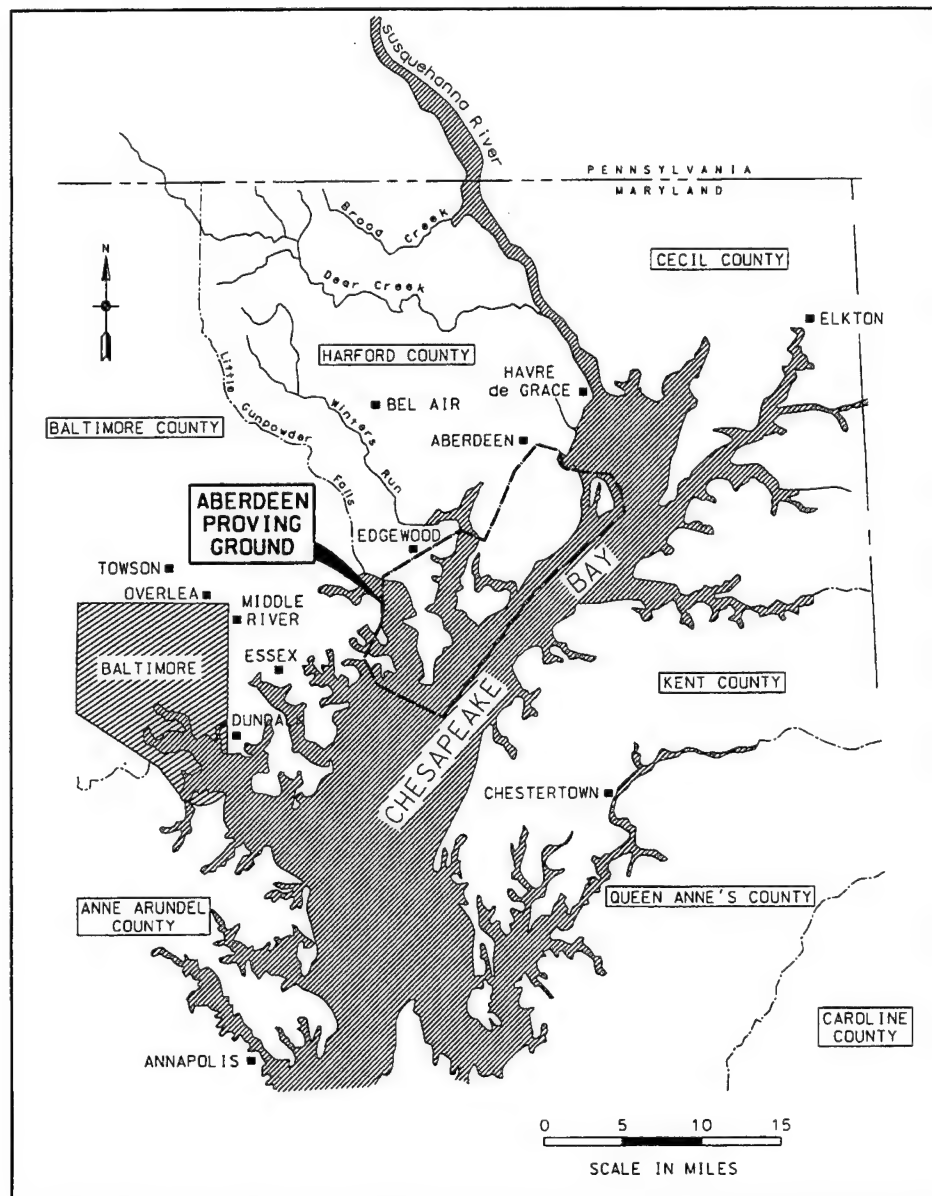 Susquehanna River
PENNSYLVANIA
MARYLAND
Broad Creek
CECIL COUNTY
N
Deer Creek
ELKTON
HARFORD COUNTY
HAVRE
de GRACE
Little Gunpowder Falls
Winters Run
BEL AIR
BALTIMORE COUNTY
ABERDEEN
ABERDEEN
PROVING
GROUND
EDGEWOOD
TOWSON
OVERLEA
MIDDLE
RIVER
BALTIMORE
ESSEX
CHESAPEAKE BAY
KENT COUNTY
DUNDALK
CHESTERTOWN
ANNE ARUNDEL
COUNTY
QUEEN ANNE'S COUNTY
CAROLINE
COUNTY
ANNAPOLIS
0 5 10 15
SCALE IN MILES